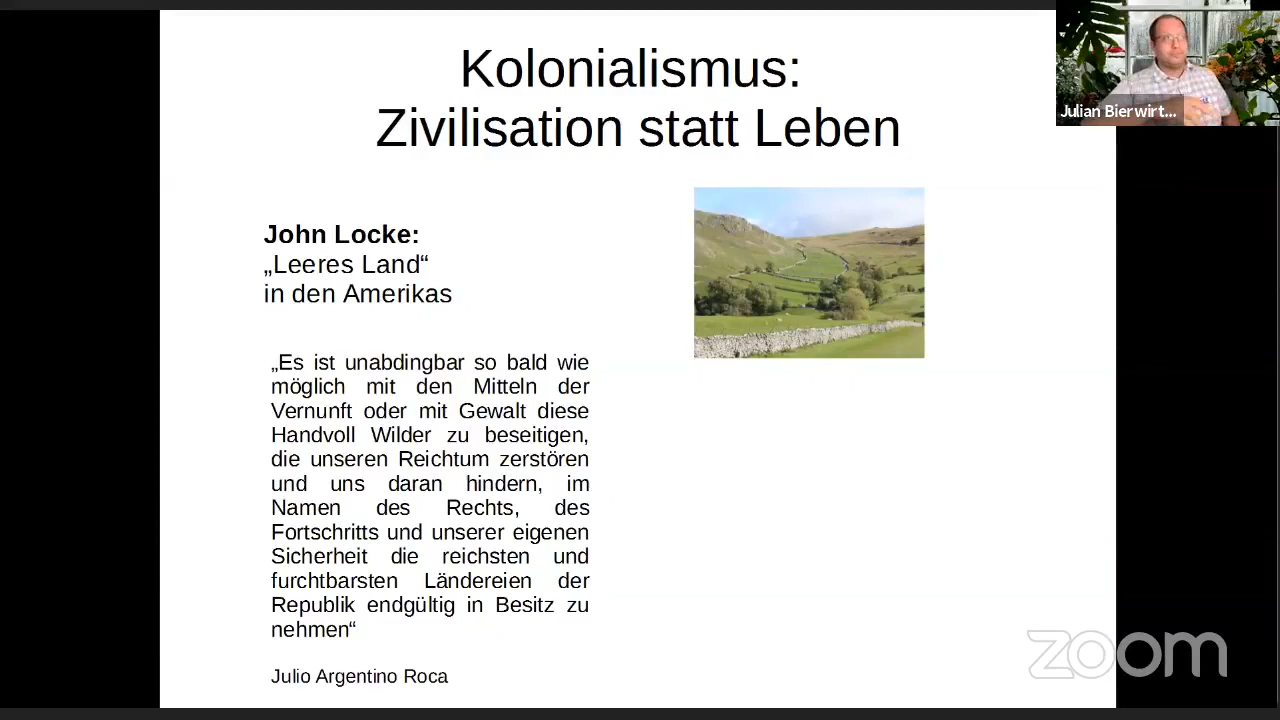 Kolonialismus:
Zivilisation statt Leben
Julian Bierwirt...
John Locke:
„Leeres Land“
in den Amerikas
„Es ist unabdingbar so bald wie
möglich mit den Mitteln der
Vernunft oder mit Gewalt diese
Handvoll Wilder zu beseitigen,
die unseren Reichtum zerstören
und uns daran hindern, im
Namen des Rechts, des
Fortschritts und unserer eigenen
Sicherheit die reichsten und
furchtbarsten Ländereien der
Republik endgültig in Besitz zu
nehmen“
Julio Argentino Roca
zoom